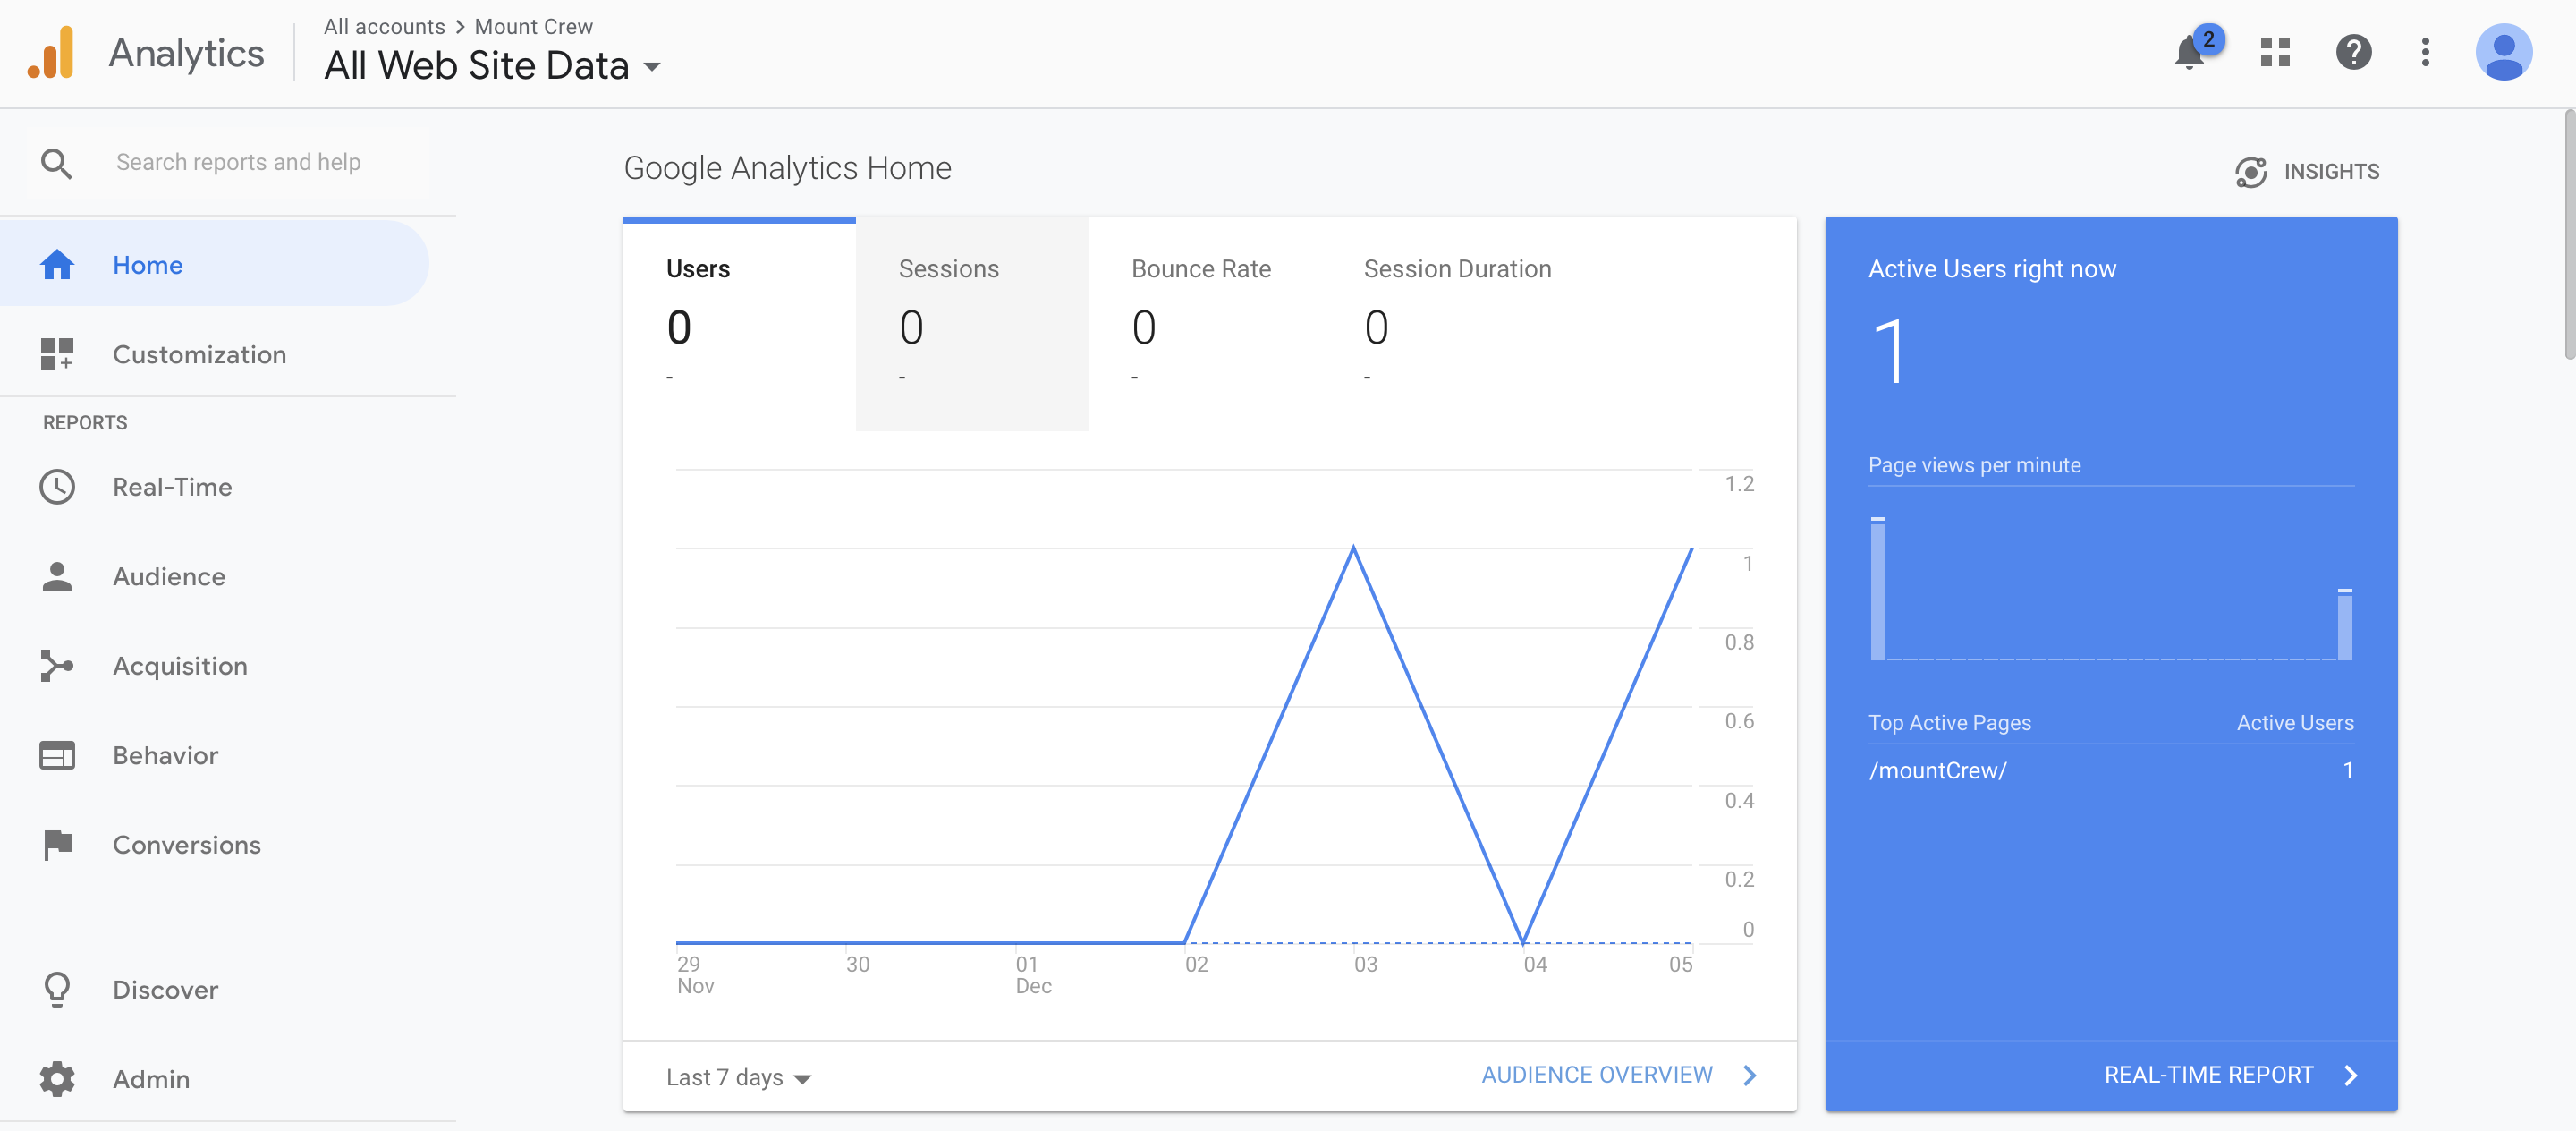 Analytics
All accounts > Mount Crew
All Web Site Data
2
Search reports and help
Home
Customization
REPORTS
Real-Time
Audience
Acquisition
Behavior
Conversions
Discover
Admin
Google Analytics Home
INSIGHTS
Users
0
-
Sessions
0
-
Bounce Rate
0
-
Session Duration
0
-
1.2
1
0.8
0.6
0.4
0.2
0
29 Nov
30
01 Dec
02
03
04
05
Last 7 days
AUDIENCE OVERVIEW
Active Users right now
1
Page views per minute
Top Active Pages Active Users
/mountCrew/ 1
REAL-TIME REPORT